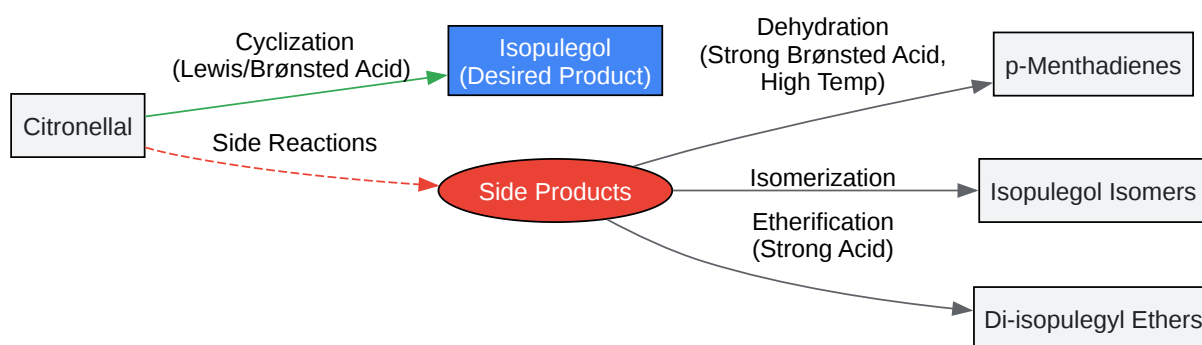 Citronellal
Cyclization
(Lewis/Brønsted Acid)
Isopulegol
(Desired Product)
Side Reactions
Side Products
Dehydration
(Strong Brønsted Acid,
High Temp)
p-Menthadienes
Isomerization
Isopulegol Isomers
Etherification
(Strong Acid)
Di-isopulegyl Ethers